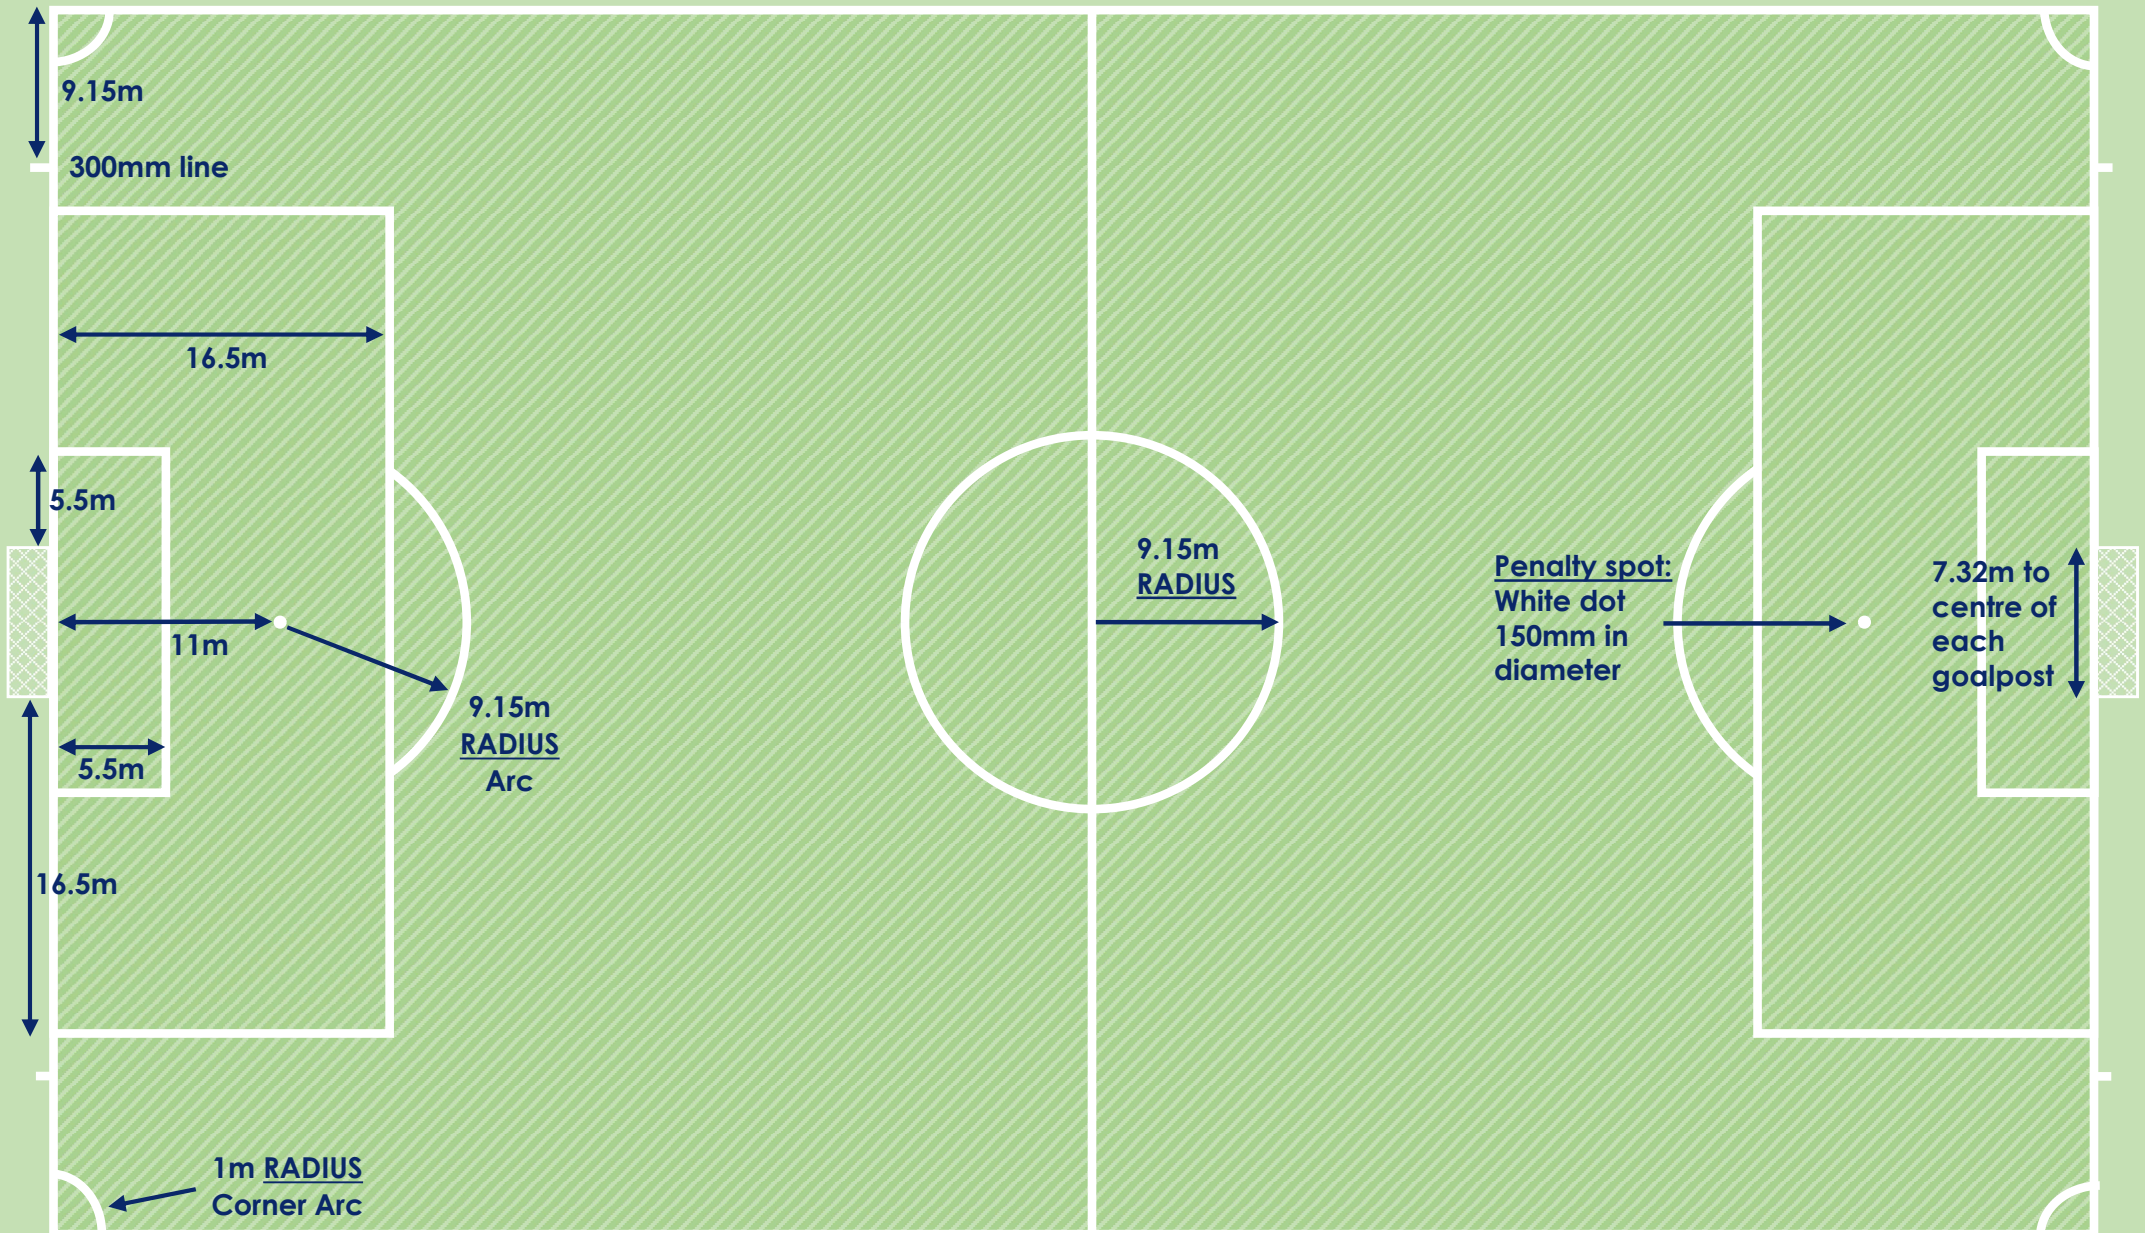 9.15m
300mm line
16.5m
5.5m
11m
9.15m
RADIUS
Arc
5.5m
16.5m
1m RADIUS
Corner Arc
9.15m
RADIUS
Penalty spot:
White dot
150mm in
diameter
7.32m to
centre of
each
goalpost